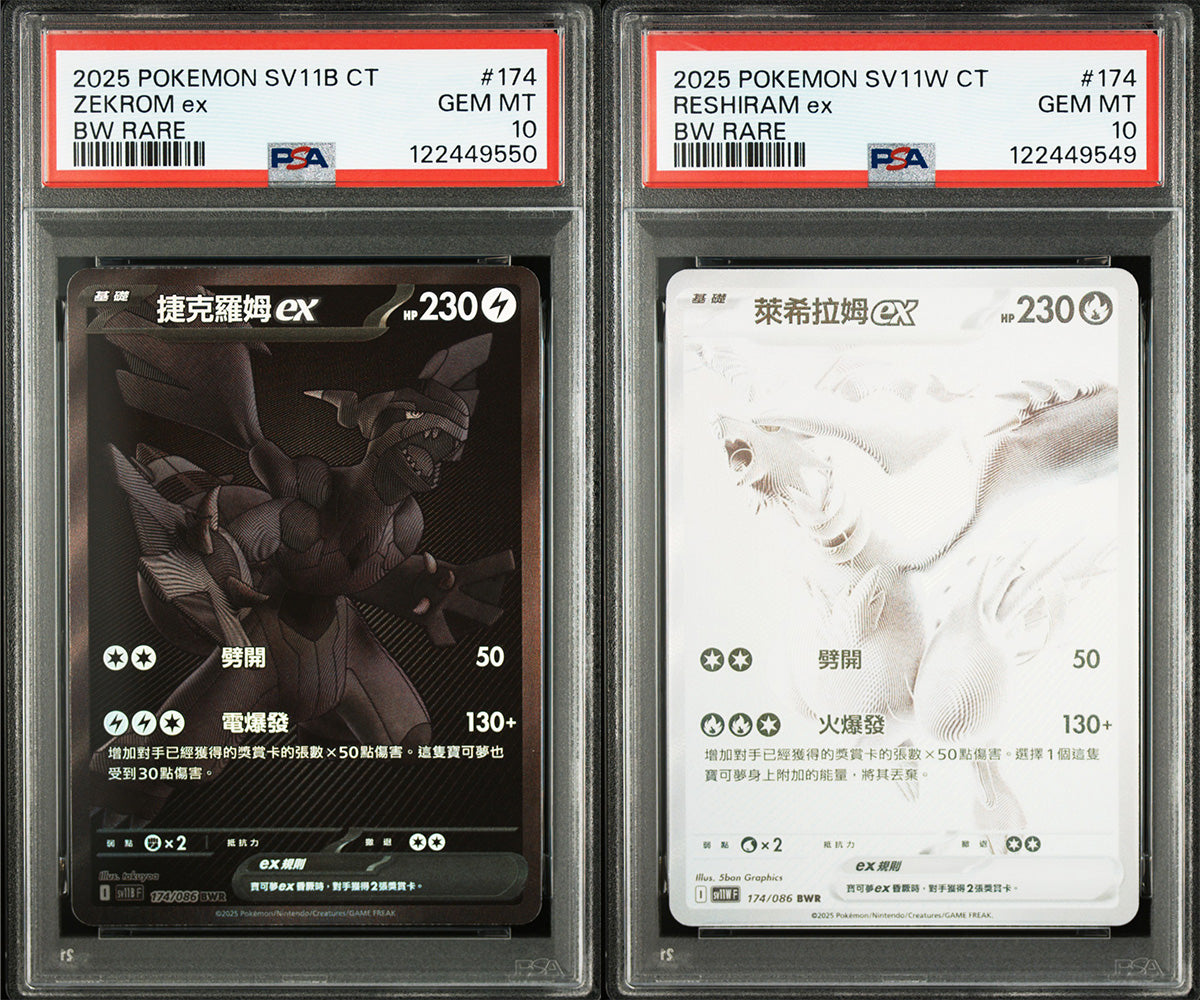 2025 POKEMON SV11B CT #174
ZEKROM ex GEM MT
BW RARE 10
PSA 122449550
基礎 捷克羅姆ex HP 230
劈開 50
電爆發 130+
增加對手已經獲得的獎賞卡的張數×50點傷害。這隻寶可夢也
受到30點傷害。
弱點 ×2 抵抗力 撤退
ex規則
寶可夢ex昏厥時,對手獲得2張獎賞卡。
Illus. takuyoa
I sv11B F 174/086 BWR
©2025 Pokémon/Nintendo/Creatures/GAME FREAK
PSA
2025 POKEMON SV11W CT #174
RESHIRAM ex GEM MT
BW RARE 10
PSA 122449549
基礎 萊希拉姆ex HP 230
劈開 50
火爆發 130+
增加對手已經獲得的獎賞卡的張數×50點傷害。選擇1個這隻
寶可夢身上附加的能量,將其丟棄。
弱點 ×2 抵抗力 撤退
ex規則
寶可夢ex昏厥時,對手獲得2張獎賞卡。
Illus. 5ban Graphics
I sv11W F 174/086 BWR
©2025 Pokémon/Nintendo/Creatures/GAME FREAK.
PSA